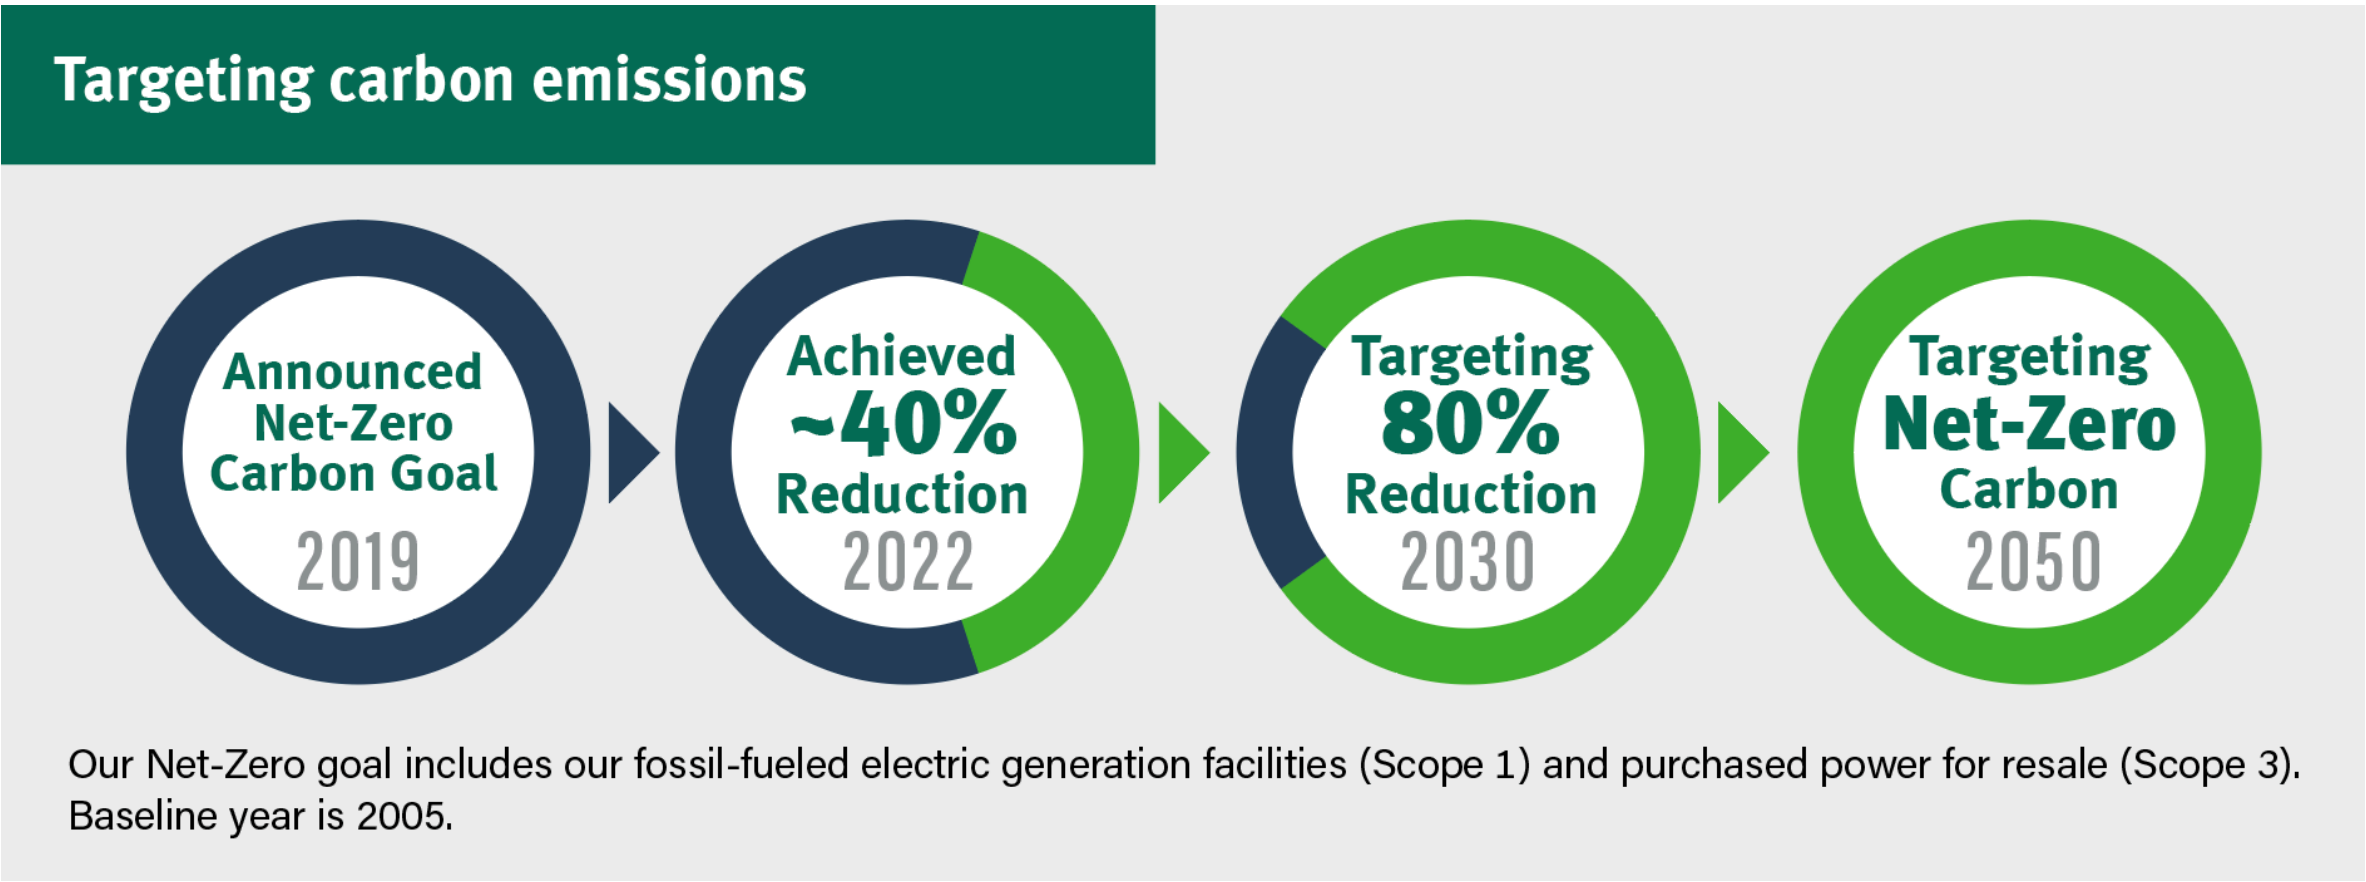 Targeting carbon emissions
Announced
Net-Zero
Carbon Goal
2019
Achieved
~40%
Reduction
2022
Targeting
80%
Reduction
2030
Targeting
Net-Zero
Carbon
2050
Our Net-Zero goal includes our fossil-fueled electric generation facilities (Scope 1) and purchased power for resale (Scope 3).
Baseline year is 2005.